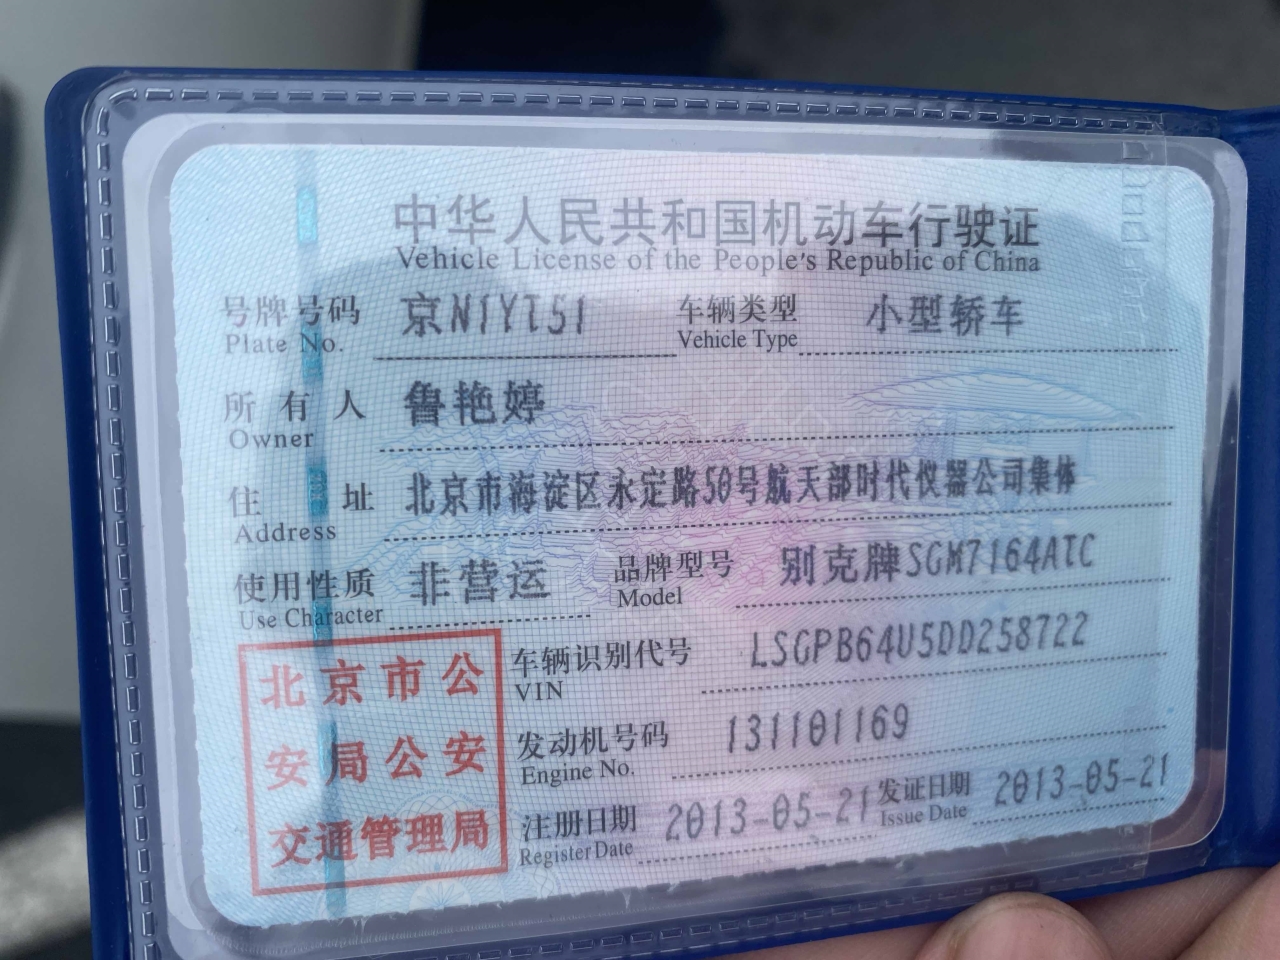 中华人民共和国机动车行驶证
Vehicle License of the People's Republic of China
号牌号码 京N1YT51 车辆类型 小型轿车
Plate No. Vehicle Type
所有人 鲁艳婷
Owner
住址 北京市海淀区永定路50号航天部时代仪器公司集体
Address
使用性质 非营运 品牌型号 别克牌SGM7164ATC
Use Character Model
北京市公
安局公安
交通管理局
车辆识别代号 LSGPB64U5DD258722
VIN
发动机号码 131101169
Engine No.
注册日期 2013-05-21 发证日期 2013-05-21
Register Date Issue Date